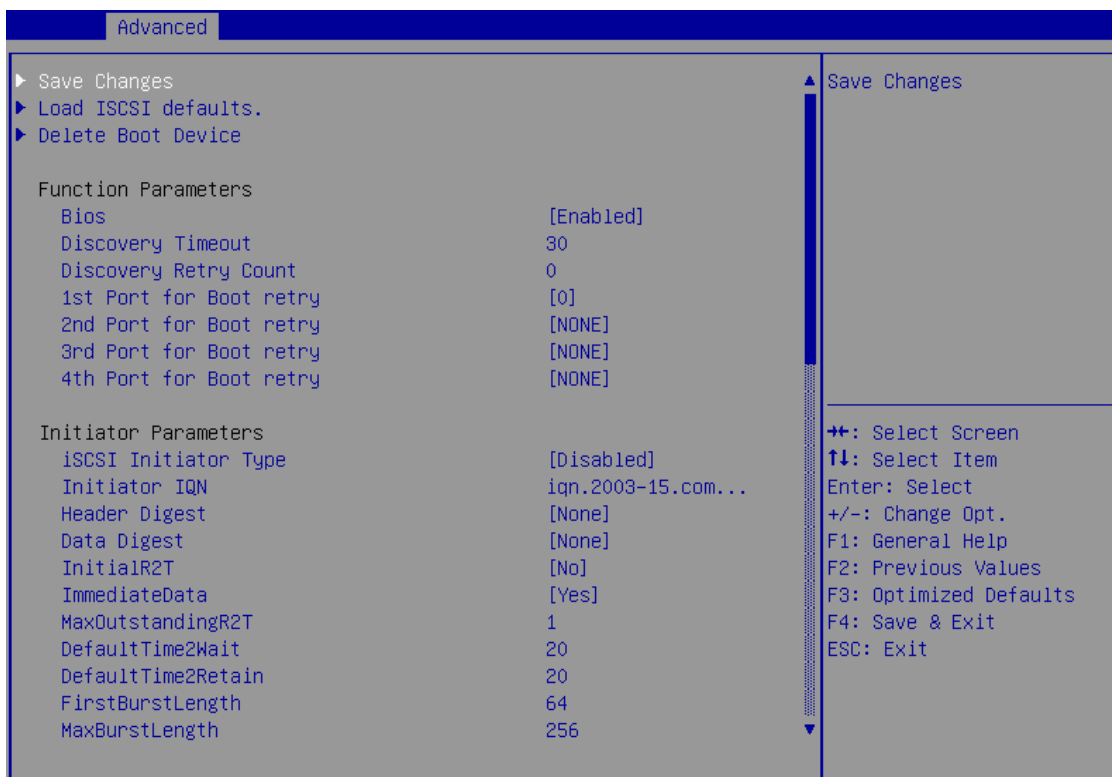 Advanced
Save Changes
Load ISCSI defaults.
Delete Boot Device
Function Parameters
Bios [Enabled]
Discovery Timeout 30
Discovery Retry Count 0
1st Port for Boot retry [0]
2nd Port for Boot retry [NONE]
3rd Port for Boot retry [NONE]
4th Port for Boot retry [NONE]
Initiator Parameters
iSCSI Initiator Type [Disabled]
Initiator IQN iqn.2003-15.com...
Header Digest [None]
Data Digest [None]
InitialR2T [No]
ImmediateData [Yes]
MaxOutstandingR2T 1
DefaultTime2Wait 20
DefaultTime2Retain 20
FirstBurstLength 64
MaxBurstLength 256
Save Changes
→←: Select Screen
↑↓: Select Item
Enter: Select
+/-: Change Opt.
F1: General Help
F2: Previous Values
F3: Optimized Defaults
F4: Save & Exit
ESC: Exit